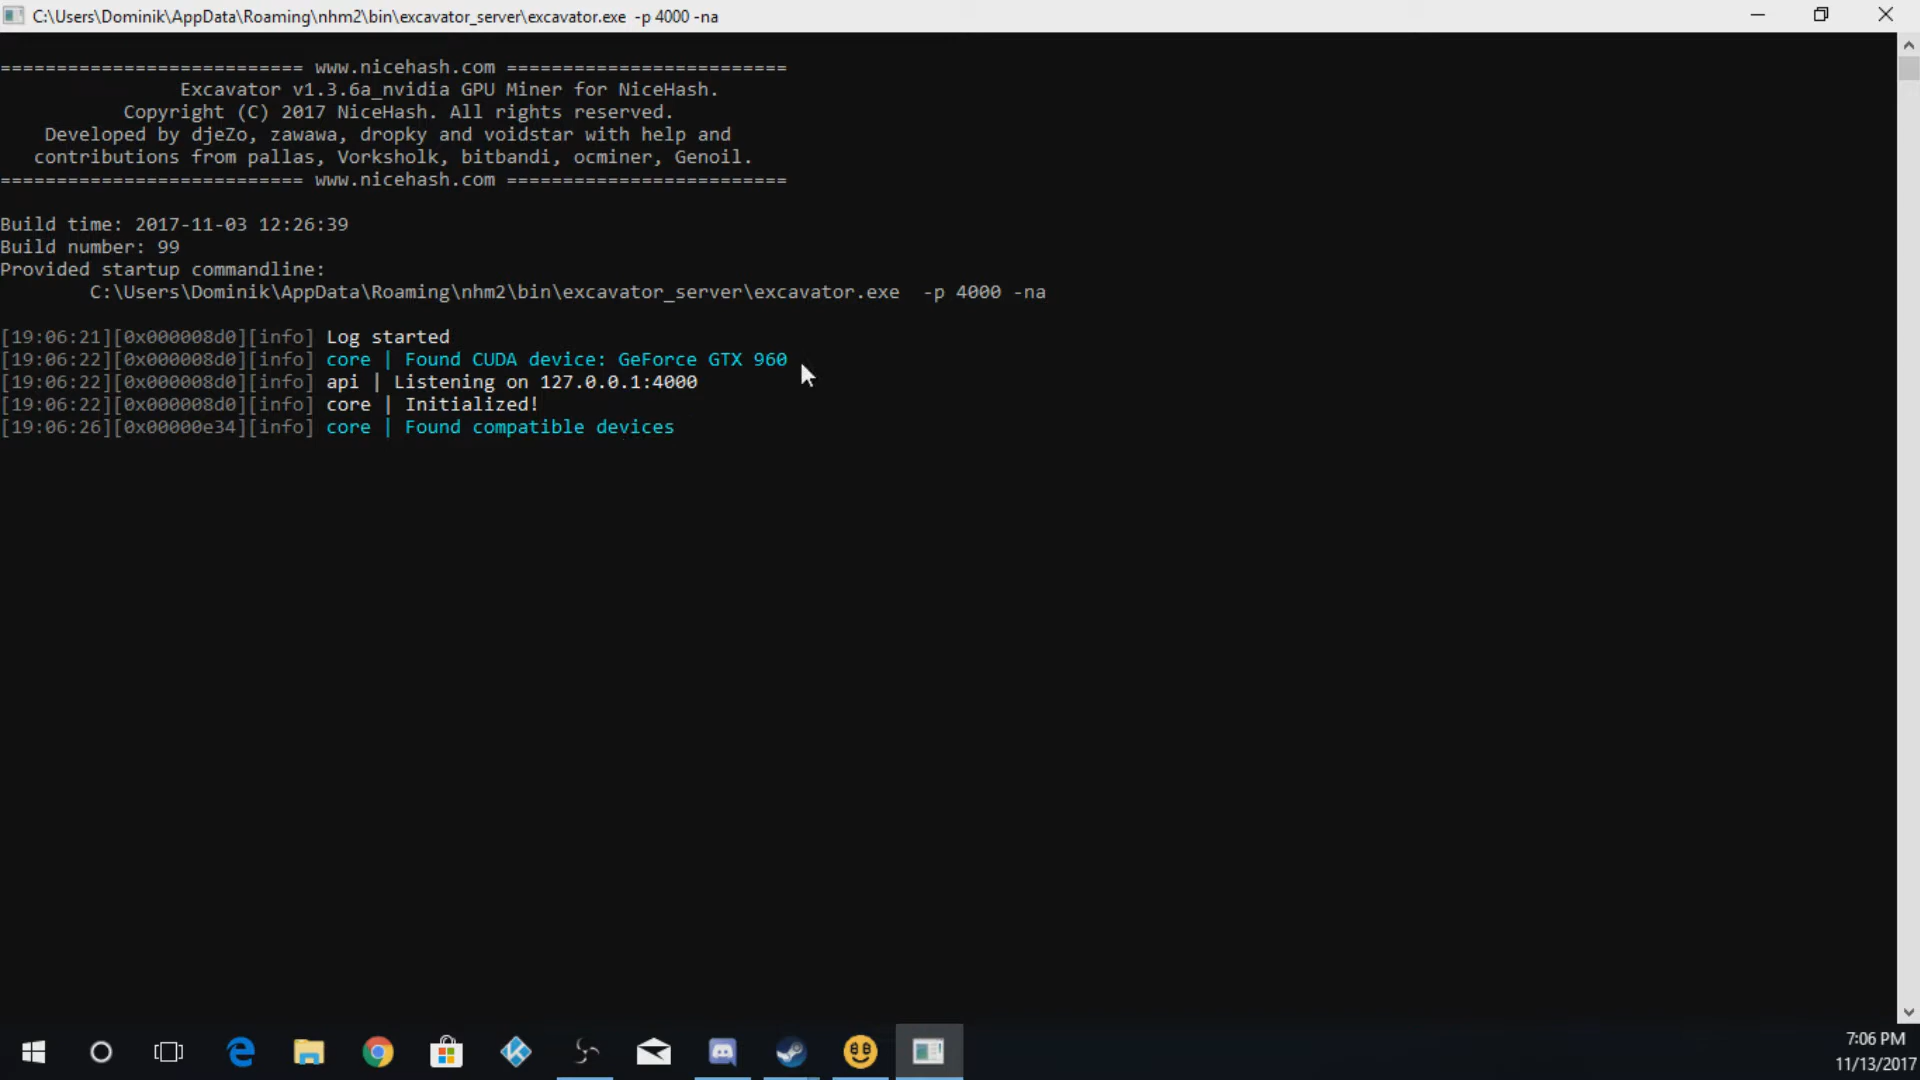 C:\Users\Dominik\AppData\Roaming\nhm2\bin\excavator_server\excavator.exe -p 4000 -na
=========================== www.nicehash.com =========================
Excavator v1.3.6a_nvidia GPU Miner for NiceHash.
Copyright (C) 2017 NiceHash. All rights reserved.
Developed by djeZo, zawawa, dropky and voidstar with help and
contributions from pallas, Vorksholk, bitbandi, ocminer, Genoil.
=========================== www.nicehash.com =========================
Build time: 2017-11-03 12:26:39
Build number: 99
Provided startup commandline:
C:\Users\Dominik\AppData\Roaming\nhm2\bin\excavator_server\excavator.exe  -p 4000 -na
[19:06:21][0x000008d0][info] Log started
[19:06:22][0x000008d0][info] core | Found CUDA device: GeForce GTX 960
[19:06:22][0x000008d0][info] api | Listening on 127.0.0.1:4000
[19:06:22][0x000008d0][info] core | Initialized!
[19:06:26][0x00000e34][info] core | Found compatible devices
7:06 PM
11/13/2017